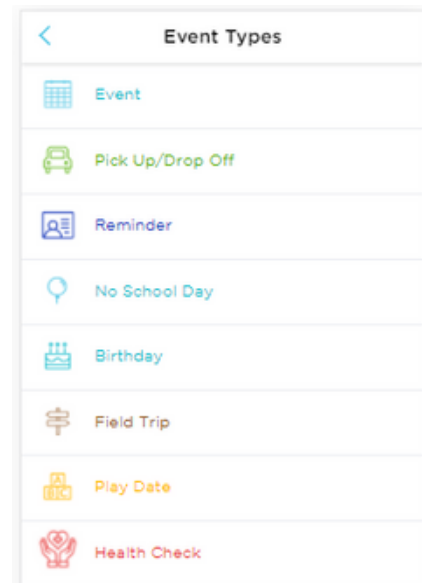 Event Types
Event
Pick Up/Drop Off
Reminder
No School Day
Birthday
Field Trip
A
B C
Play Date
Health Check